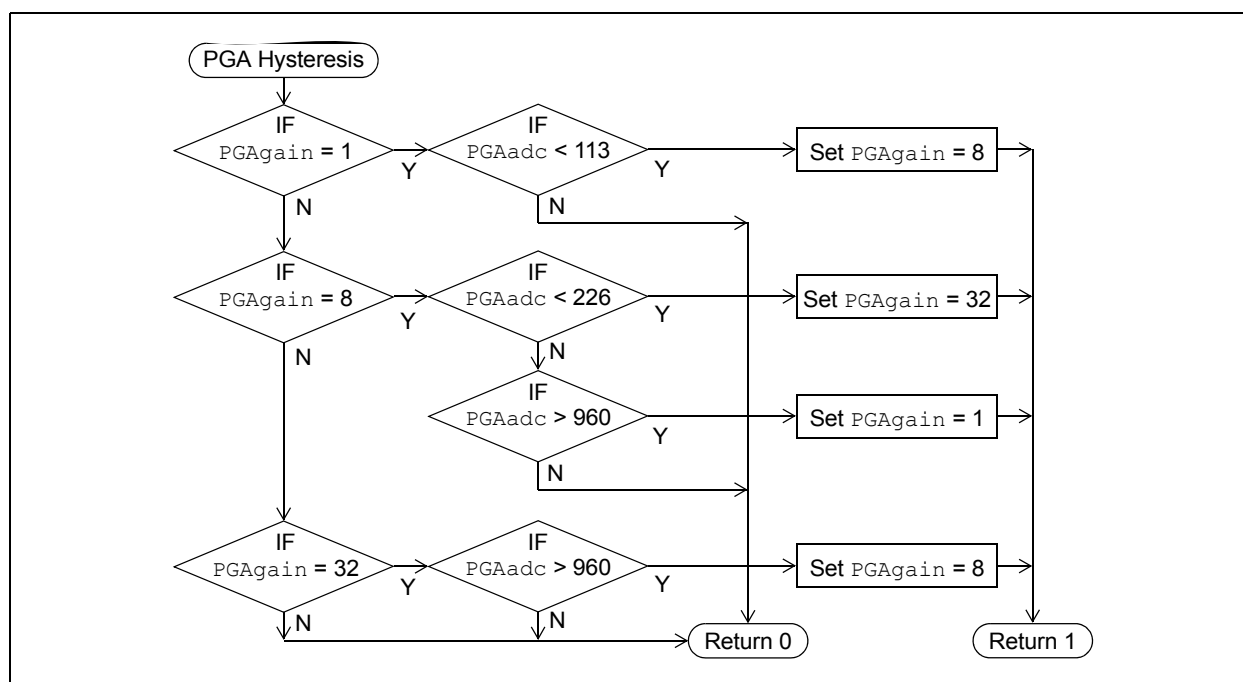 PGA Hysteresis
IF
PGAgain = 1
Y
N
IF
PGAadc < 113
Y
N
Set PGAgain = 8
IF
PGAgain = 8
Y
N
IF
PGAadc < 226
Y
N
Set PGAgain = 32
IF
PGAadc > 960
Y
N
Set PGAgain = 1
IF
PGAgain = 32
Y
N
IF
PGAadc > 960
Y
N
Set PGAgain = 8
Return 0
Return 1